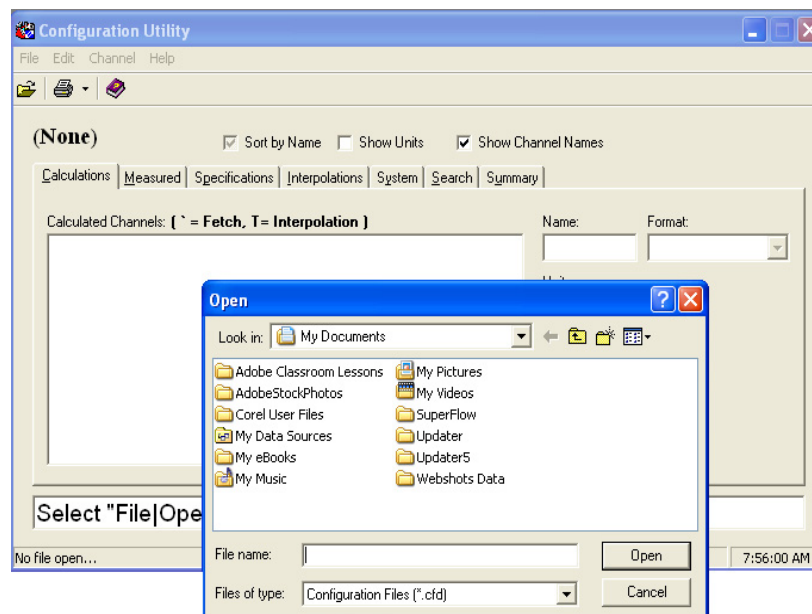 Configuration Utility
File Edit Channel Help
(None)
Sort by Name Show Units Show Channel Names
Calculations Measured Specifications Interpolations System Search Summary
Calculated Channels: ( ` = Fetch, T= Interpolation )
Name: Format:
Open
Look in: My Documents
Adobe Classroom Lessons
AdobeStockPhotos
Corel User Files
My Data Sources
My eBooks
My Music
My Pictures
My Videos
SuperFlow
Updater
Updater5
Webshots Data
Select "File|Ope
File name: Open
Files of type: Configuration Files (*.cfd) Cancel
No file open... 7:56:00 AM